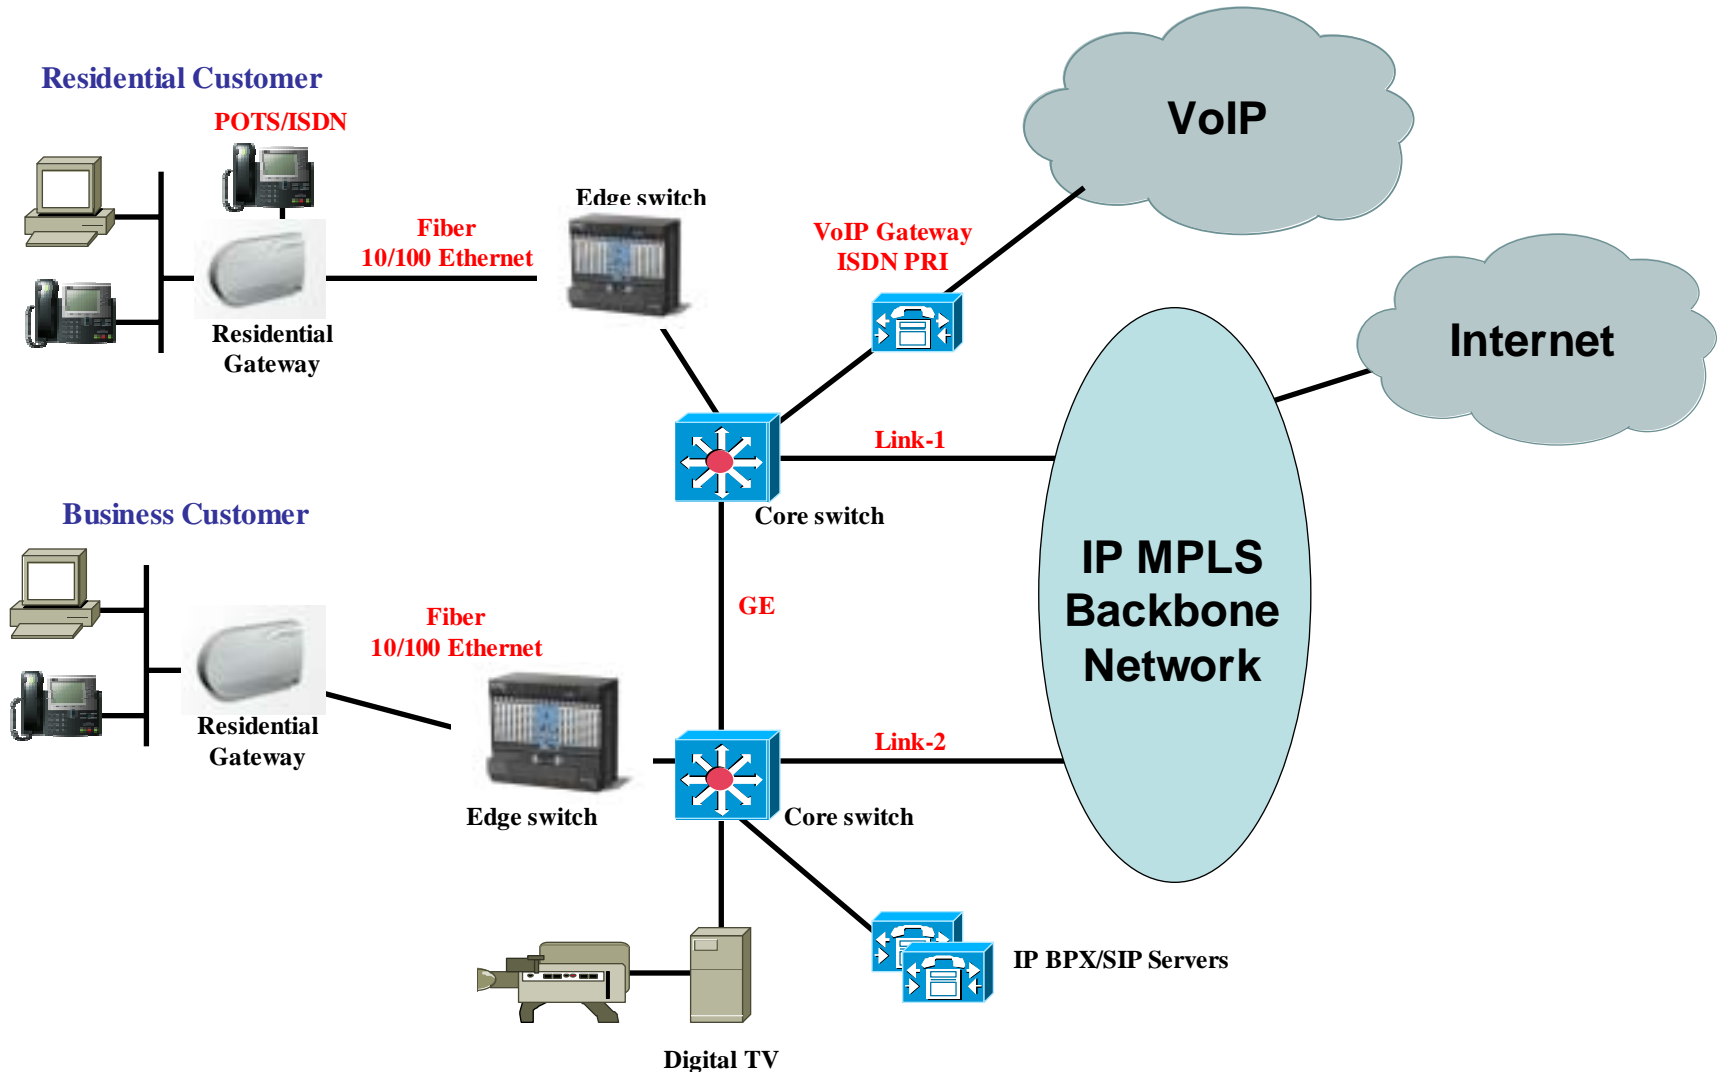 Residential Customer
POTS/ISDN
VoIP
Edge switch
Fiber
10/100 Ethernet
VoIP Gateway
ISDN PRI
Residential
Gateway
Internet
Link-1
Core switch
Business Customer
IP MPLS
Backbone
Network
GE
Fiber
10/100 Ethernet
Residential
Gateway
Link-2
Edge switch
Core switch
IP BPX/SIP Servers
Digital TV